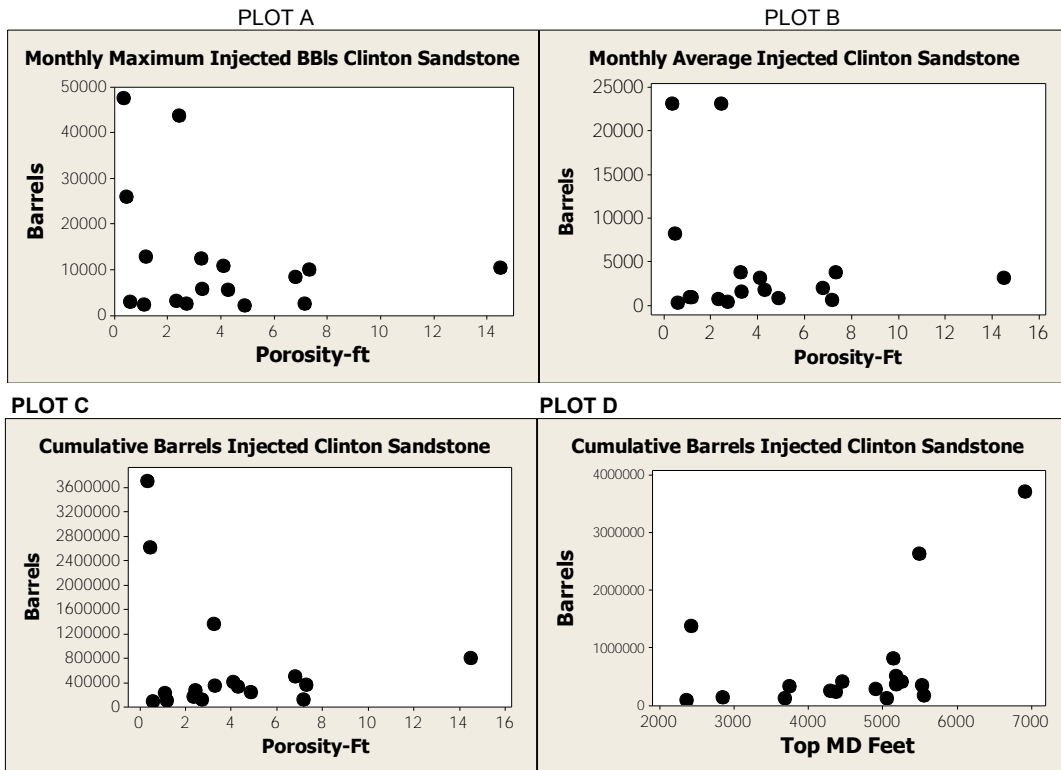 PLOT A
PLOT B
Monthly Maximum Injected BBls Clinton Sandstone
50000
40000
30000
20000
10000
0
Barrels
0 2 4 6 8 10 12 14
Porosity-ft
Monthly Average Injected Clinton Sandstone
25000
20000
15000
10000
5000
0
Barrels
0 2 4 6 8 10 12 14 16
Porosity-Ft
PLOT C
PLOT D
Cumulative Barrels Injected Clinton Sandstone
3600000
3200000
2800000
2400000
2000000
1600000
1200000
800000
400000
0
Barrels
0 2 4 6 8 10 12 14 16
Porosity-Ft
Cumulative Barrels Injected Clinton Sandstone
4000000
3000000
2000000
1000000
0
Barrels
2000 3000 4000 5000 6000 7000
Top MD Feet